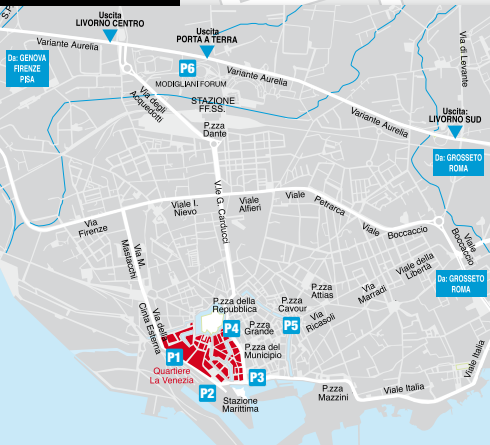 S.P.
Uscita
LIVORNO CENTRO
Uscita
PORTA A TERRA
Variante Aurelia
Da: GENOVA
FIRENZE
PISA
P6
MODIGLIANI FORUM
Variante Aurelia
Via di Levante
Via degli
Acquedotti
STAZIONE
FF.SS.
Uscita:
LIVORNO SUD
Variante Aurelia
P.zza
Dante
Da: GROSSETO
ROMA
V.le G. Carducci
Viale I.
Nievo
Viale
Alfieri
Viale
Petrarca
Viale
Boccaccio
Viale
Boccaccio
Via
Firenze
Via M.
Mastacchi
Viale della
Libertà
Da: GROSSETO
ROMA
P.zza
Attias
Via
Marradi
P.zza della
Repubblica
P.zza
Cavour
Via della
Cinta Esterna
P4
P.zza
Grande
P5
Via
Ricasoli
P1
P.zza del
Municipio
Quartiere
La Venezia
P3
P2
Stazione
Marittima
P.zza
Mazzini
Viale Italia
Viale Italia